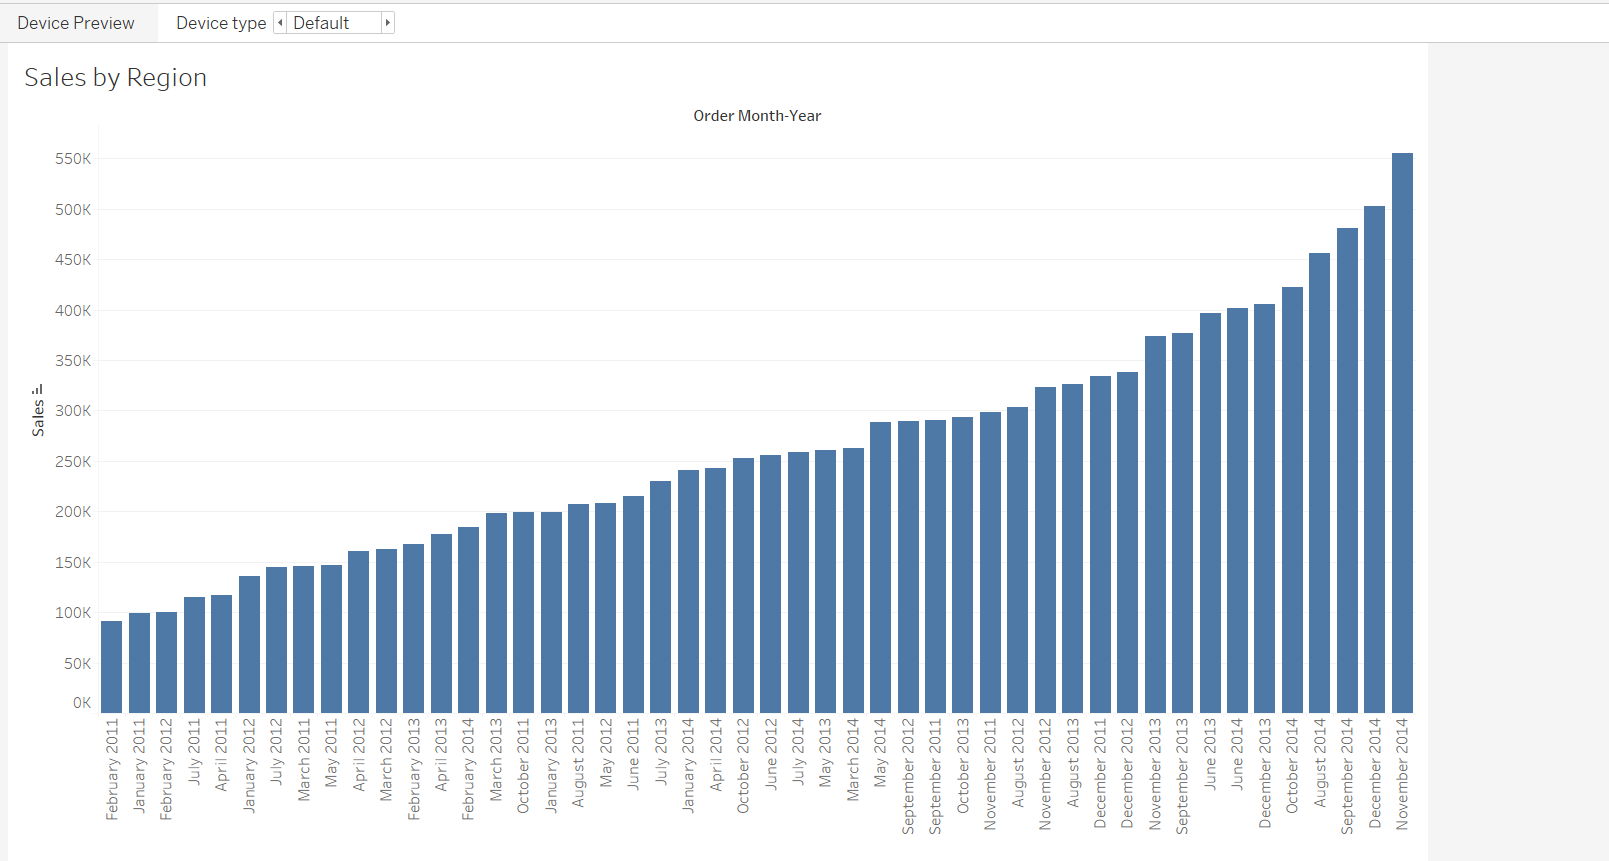 Device Preview
Device type Default
Sales by Region
Order Month-Year
550K
500K
450K
400K
350K
300K
250K
200K
150K
100K
50K
0K
Sales
February 2011
January 2011
February 2012
July 2011
April 2011
January 2012
July 2012
March 2011
May 2011
April 2012
March 2012
February 2013
April 2013
February 2014
March 2013
October 2011
January 2013
August 2011
May 2012
June 2011
July 2013
January 2014
April 2014
October 2012
June 2012
July 2014
May 2013
March 2014
May 2014
September 2012
September 2011
October 2013
November 2011
August 2012
November 2012
August 2013
December 2011
December 2012
November 2013
September 2013
June 2013
June 2014
December 2013
October 2014
August 2014
September 2014
December 2014
November 2014